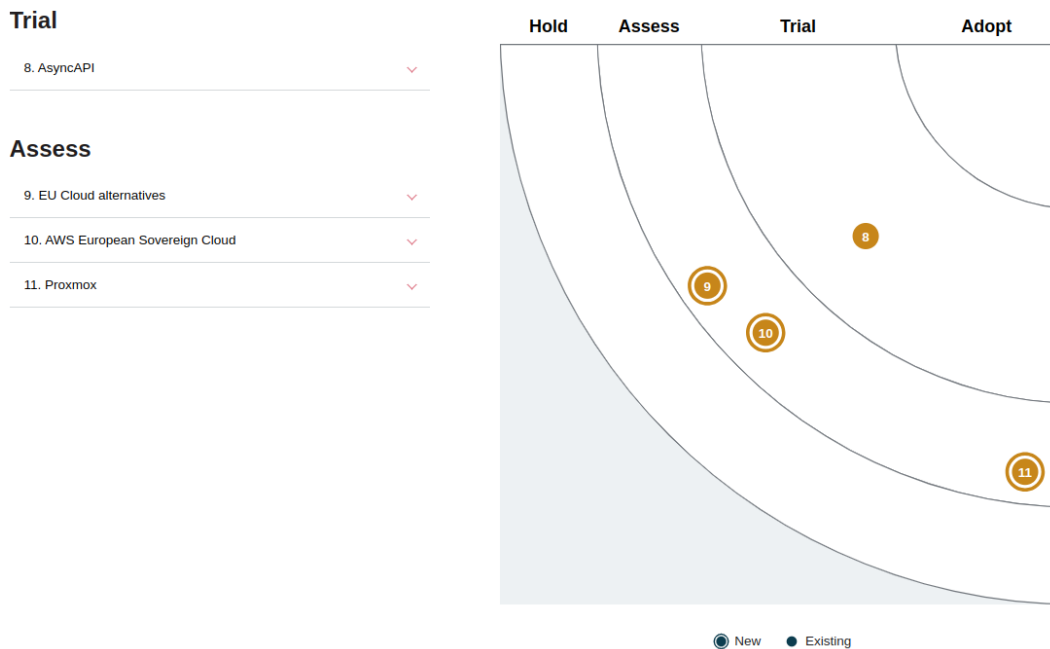 Trial
8. AsyncAPI
Assess
9. EU Cloud alternatives
10. AWS European Sovereign Cloud
11. Proxmox
Hold Assess Trial Adopt
8
9
10
11
New Existing